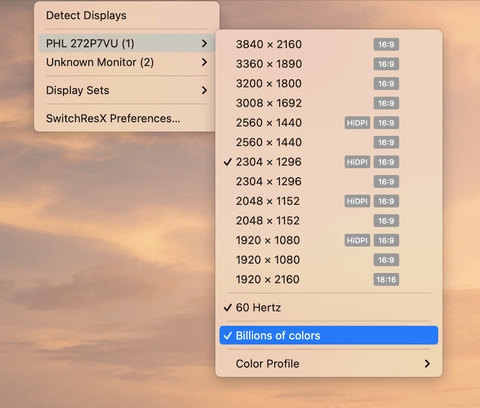 Detect Displays
PHL 272P7VU (1)
Unknown Monitor (2)
Display Sets
SwitchResX Preferences...
3840 × 2160 16:9
3360 × 1890 16:9
3200 × 1800 16:9
3008 × 1692 16:9
2560 × 1440 HiDPI 16:9
2560 × 1440 16:9
✓ 2304 × 1296 HiDPI 16:9
2304 × 1296 16:9
2048 × 1152 HiDPI 16:9
2048 × 1152 16:9
1920 × 1080 HiDPI 16:9
1920 × 1080 16:9
1920 × 2160 18:16
✓ 60 Hertz
✓ Billions of colors
Color Profile